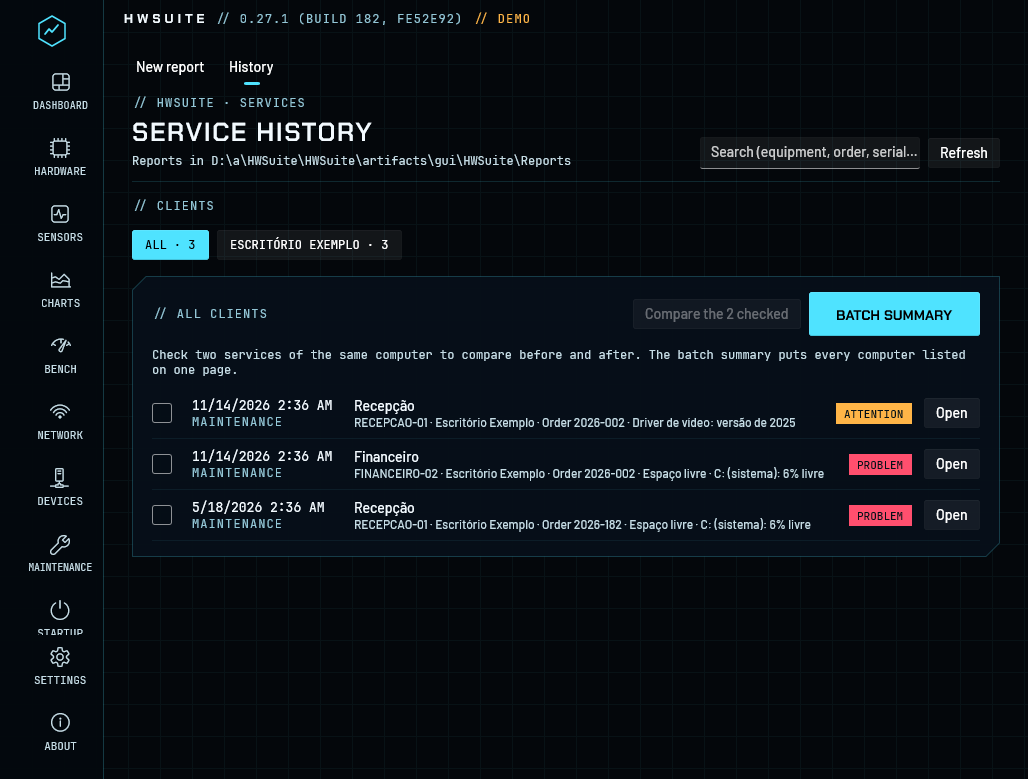 HWSUITE // 0.27.1 (BUILD 182, FE52E92) // DEMO
New report History
// HWSUITE · SERVICES
SERVICE HISTORY
Reports in D:\a\HWSuite\HWSuite\artifacts\gui\HWSuite\Reports
Search (equipment, order, serial...
Refresh
// CLIENTS
ALL · 3
ESCRITÓRIO EXEMPLO · 3
// ALL CLIENTS
Compare the 2 checked
BATCH SUMMARY
Check two services of the same computer to compare before and after. The batch summary puts every computer listed
on one page.
11/14/2026 2:36 AM Recepção
MAINTENANCE RECEPCAO-01 · Escritório Exemplo · Order 2026-002 · Driver de vídeo: versão de 2025
ATTENTION Open
11/14/2026 2:36 AM Financeiro
MAINTENANCE FINANCEIRO-02 · Escritório Exemplo · Order 2026-002 · Espaço livre · C: (sistema): 6% livre
PROBLEM Open
5/18/2026 2:36 AM Recepção
MAINTENANCE RECEPCAO-01 · Escritório Exemplo · Order 2026-182 · Espaço livre · C: (sistema): 6% livre
PROBLEM Open
DASHBOARD
HARDWARE
SENSORS
CHARTS
BENCH
NETWORK
DEVICES
MAINTENANCE
STARTUP
SETTINGS
ABOUT